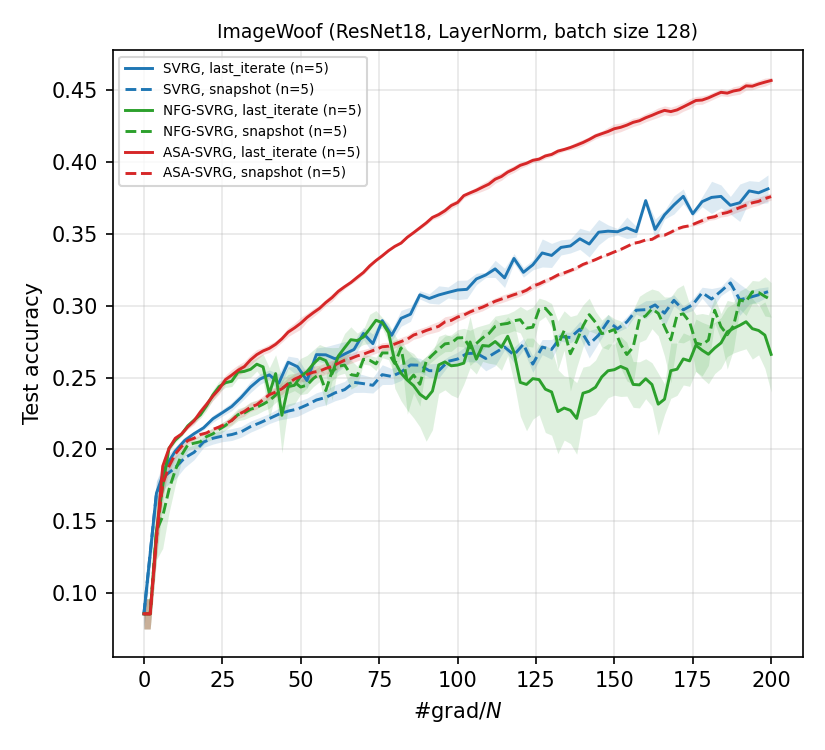 ImageWoof (ResNet18, LayerNorm, batch size 128)
SVRG, last_iterate (n=5)
SVRG, snapshot (n=5)
NFG-SVRG, last_iterate (n=5)
NFG-SVRG, snapshot (n=5)
ASA-SVRG, last_iterate (n=5)
ASA-SVRG, snapshot (n=5)
Test accuracy
0.45
0.40
0.35
0.30
0.25
0.20
0.15
0.10
0 25 50 75 100 125 150 175 200
#grad/N